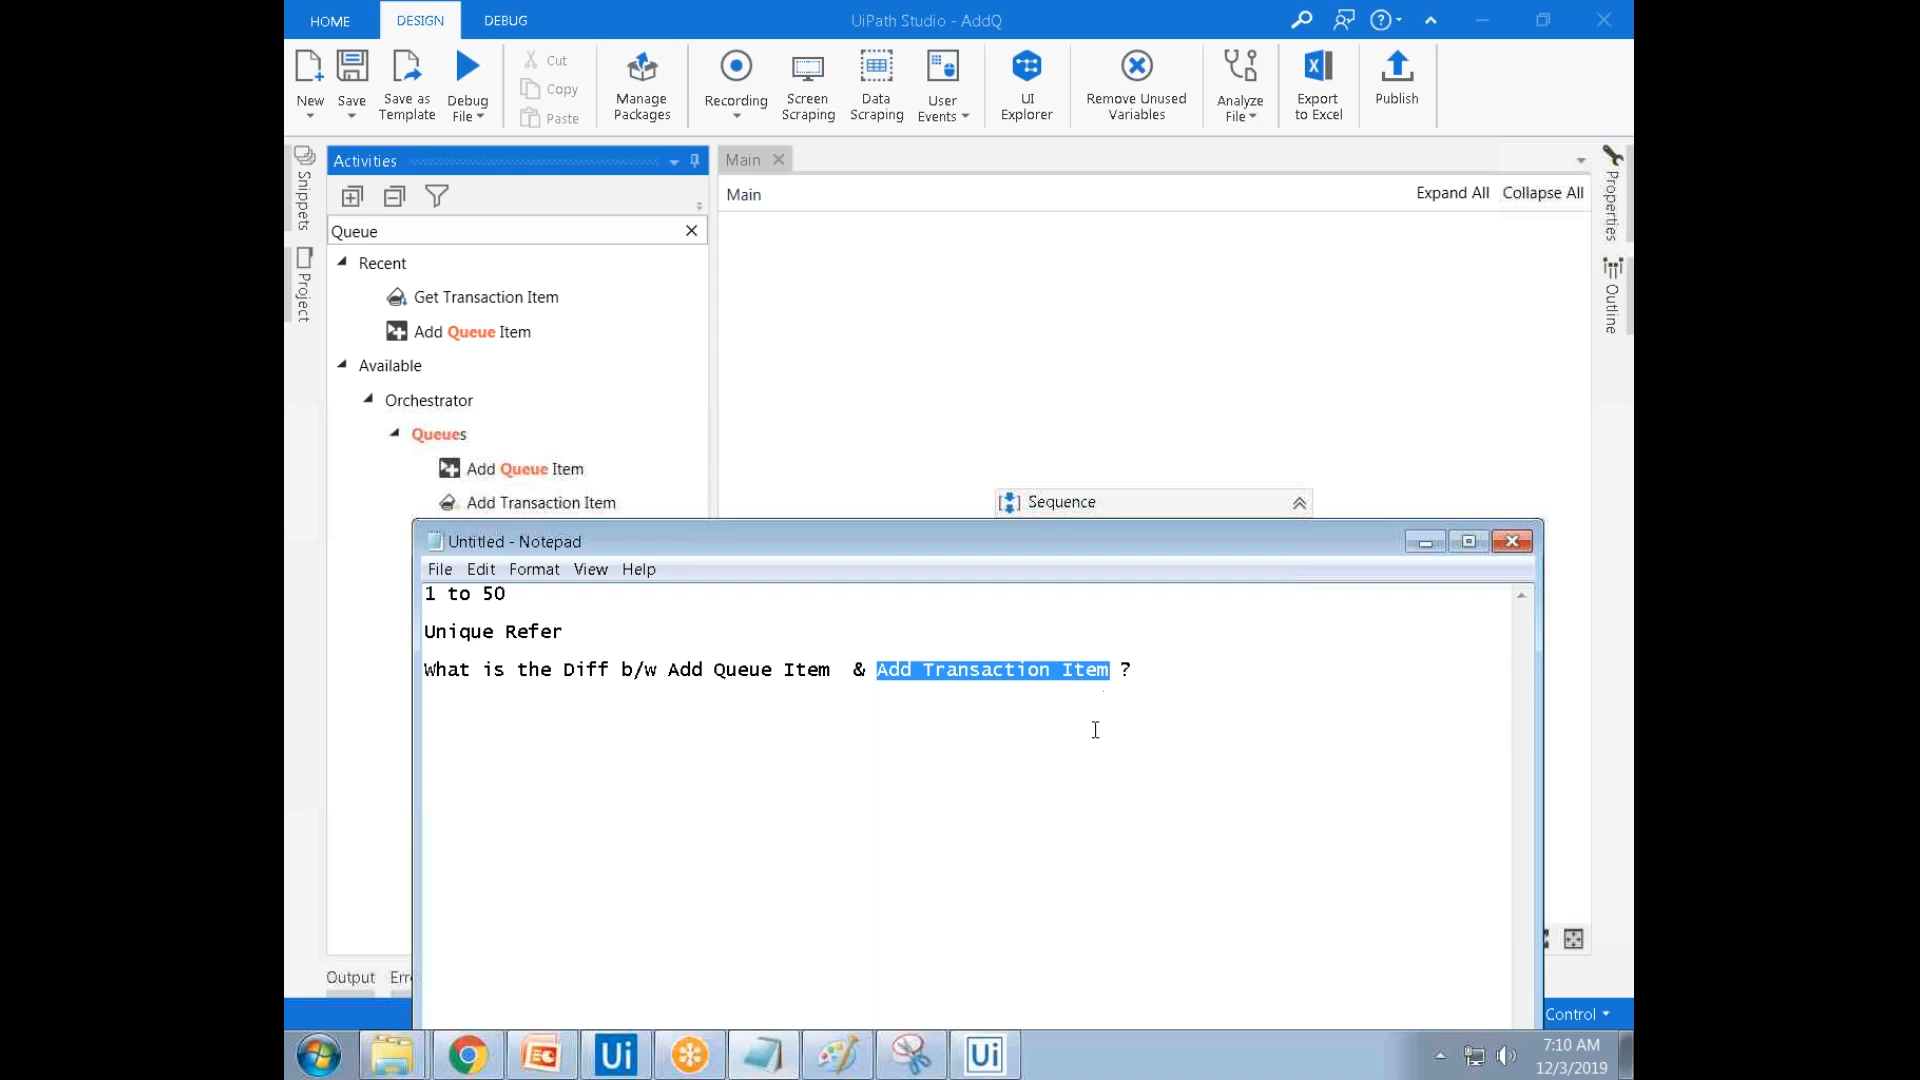 HOME
DESIGN
DEBUG
UiPath Studio - AddQ
New
Save
Save as
Template
Debug
File
Cut
Copy
Paste
Manage
Packages
Recording
Screen
Scraping
Data
Scraping
User
Events
UI
Explorer
Remove Unused
Variables
Analyze
File
Export
to Excel
Publish
Snippets
Project
Activities
Queue
Recent
Get Transaction Item
Add Queue Item
Available
Orchestrator
Queues
Add Queue Item
Add Transaction Item
Main
Main
Expand All
Collapse All
Properties
Outline
Sequence
Untitled - Notepad
File Edit Format View Help
1 to 50
Unique Refer
What is the Diff b/w Add Queue Item & Add Transaction Item ?
Output
Control
Ui
Ui
7:10 AM
12/3/2019